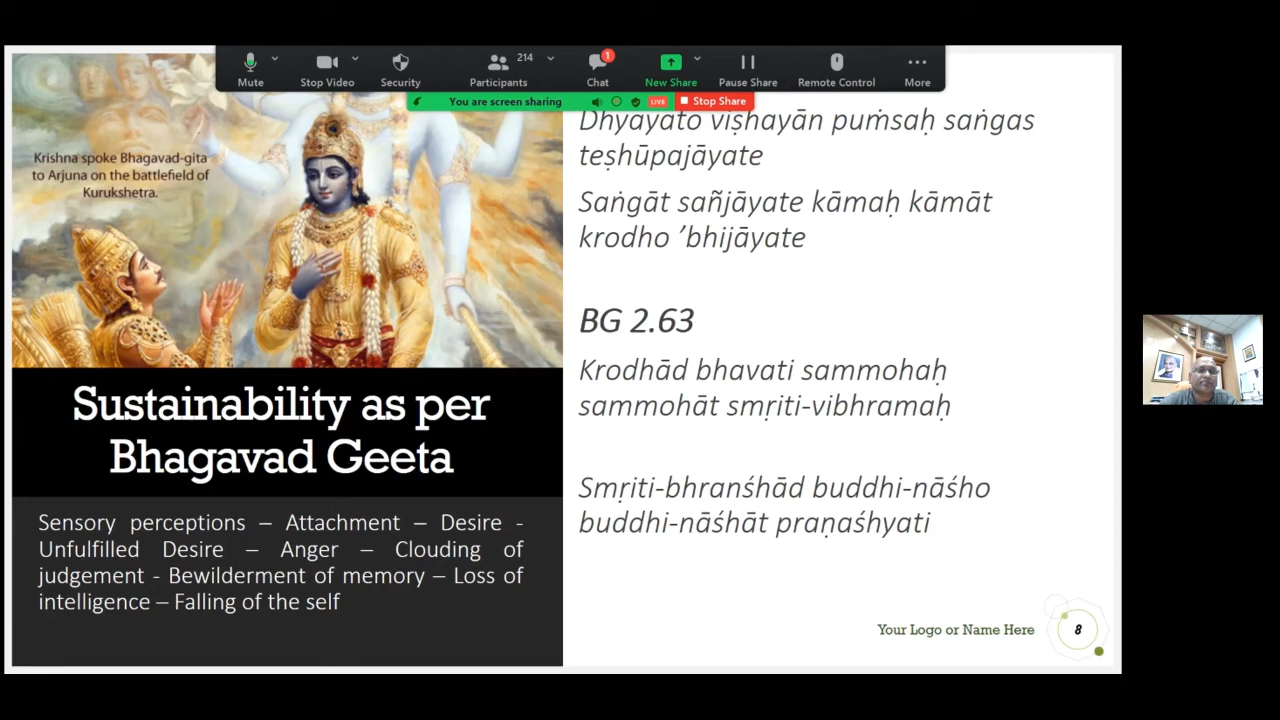 214
1
Mute
Stop Video
Security
Participants
Chat
New Share
Pause Share
Remote Control
More
You are screen sharing
LIVE
Stop Share
Krishna spoke Bhagavad-gita
to Arjuna on the battlefield of
Kurukshetra.
Sustainability as per
Bhagavad Geeta
Sensory perceptions – Attachment – Desire -
Unfulfilled Desire – Anger – Clouding of
judgement - Bewilderment of memory – Loss of
intelligence – Falling of the self
Dhyāyato viṣhayān puṁsaḥ saṅgas
teṣhūpajāyate
Saṅgāt sañjāyate kāmaḥ kāmāt
krodho ’bhijāyate
BG 2.63
Krodhād bhavati sammohaḥ
sammohāt smṛiti-vibhramaḥ
Smṛiti-bhranśhād buddhi-nāśho
buddhi-nāśhāt praṇaśhyati
Your Logo or Name Here
8